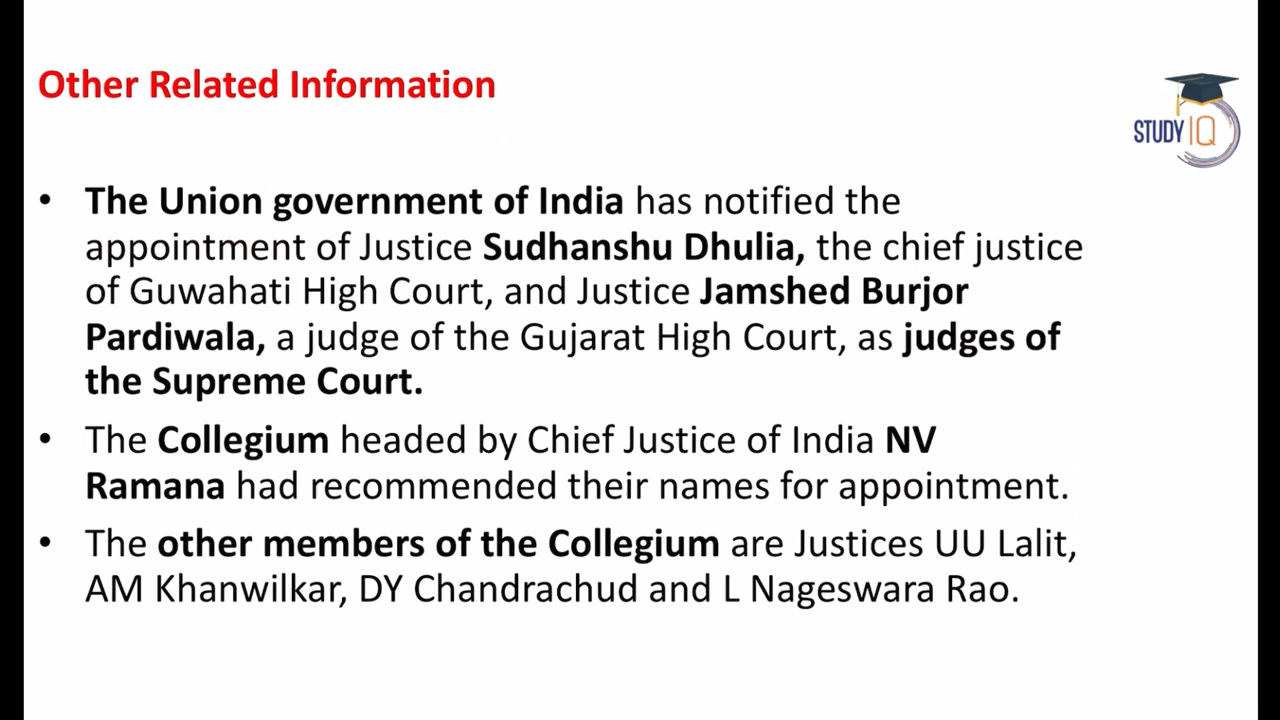 Other Related Information
STUDY IQ
• The Union government of India has notified the
appointment of Justice Sudhanshu Dhulia, the chief justice
of Guwahati High Court, and Justice Jamshed Burjor
Pardiwala, a judge of the Gujarat High Court, as judges of
the Supreme Court.
• The Collegium headed by Chief Justice of India NV
Ramana had recommended their names for appointment.
• The other members of the Collegium are Justices UU Lalit,
AM Khanwilkar, DY Chandrachud and L Nageswara Rao.